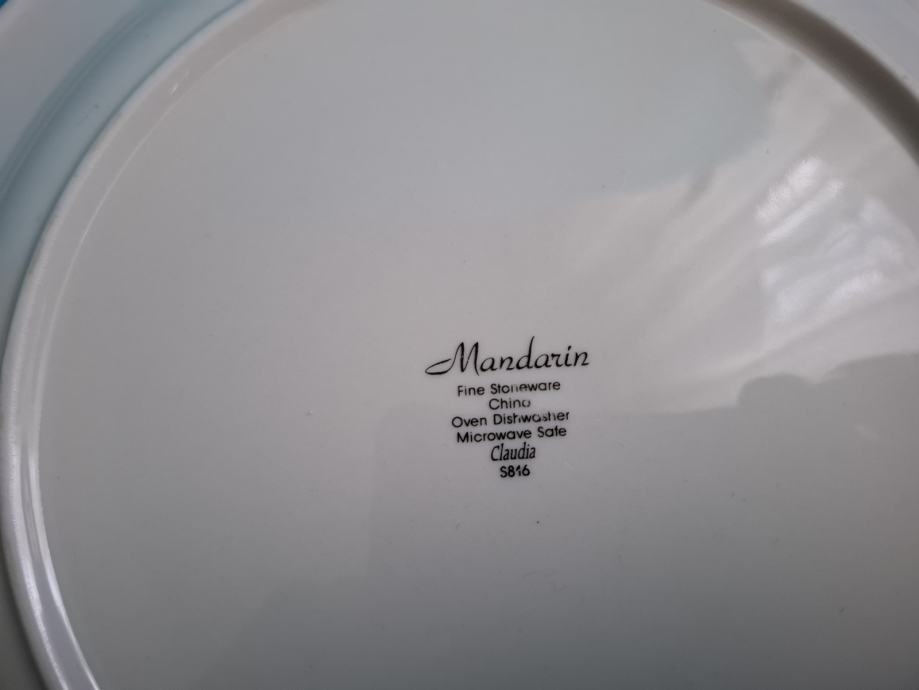 Mandarin
Fine Stoneware
China
Oven Dishwasher
Microwave Safe
Claudia
S816